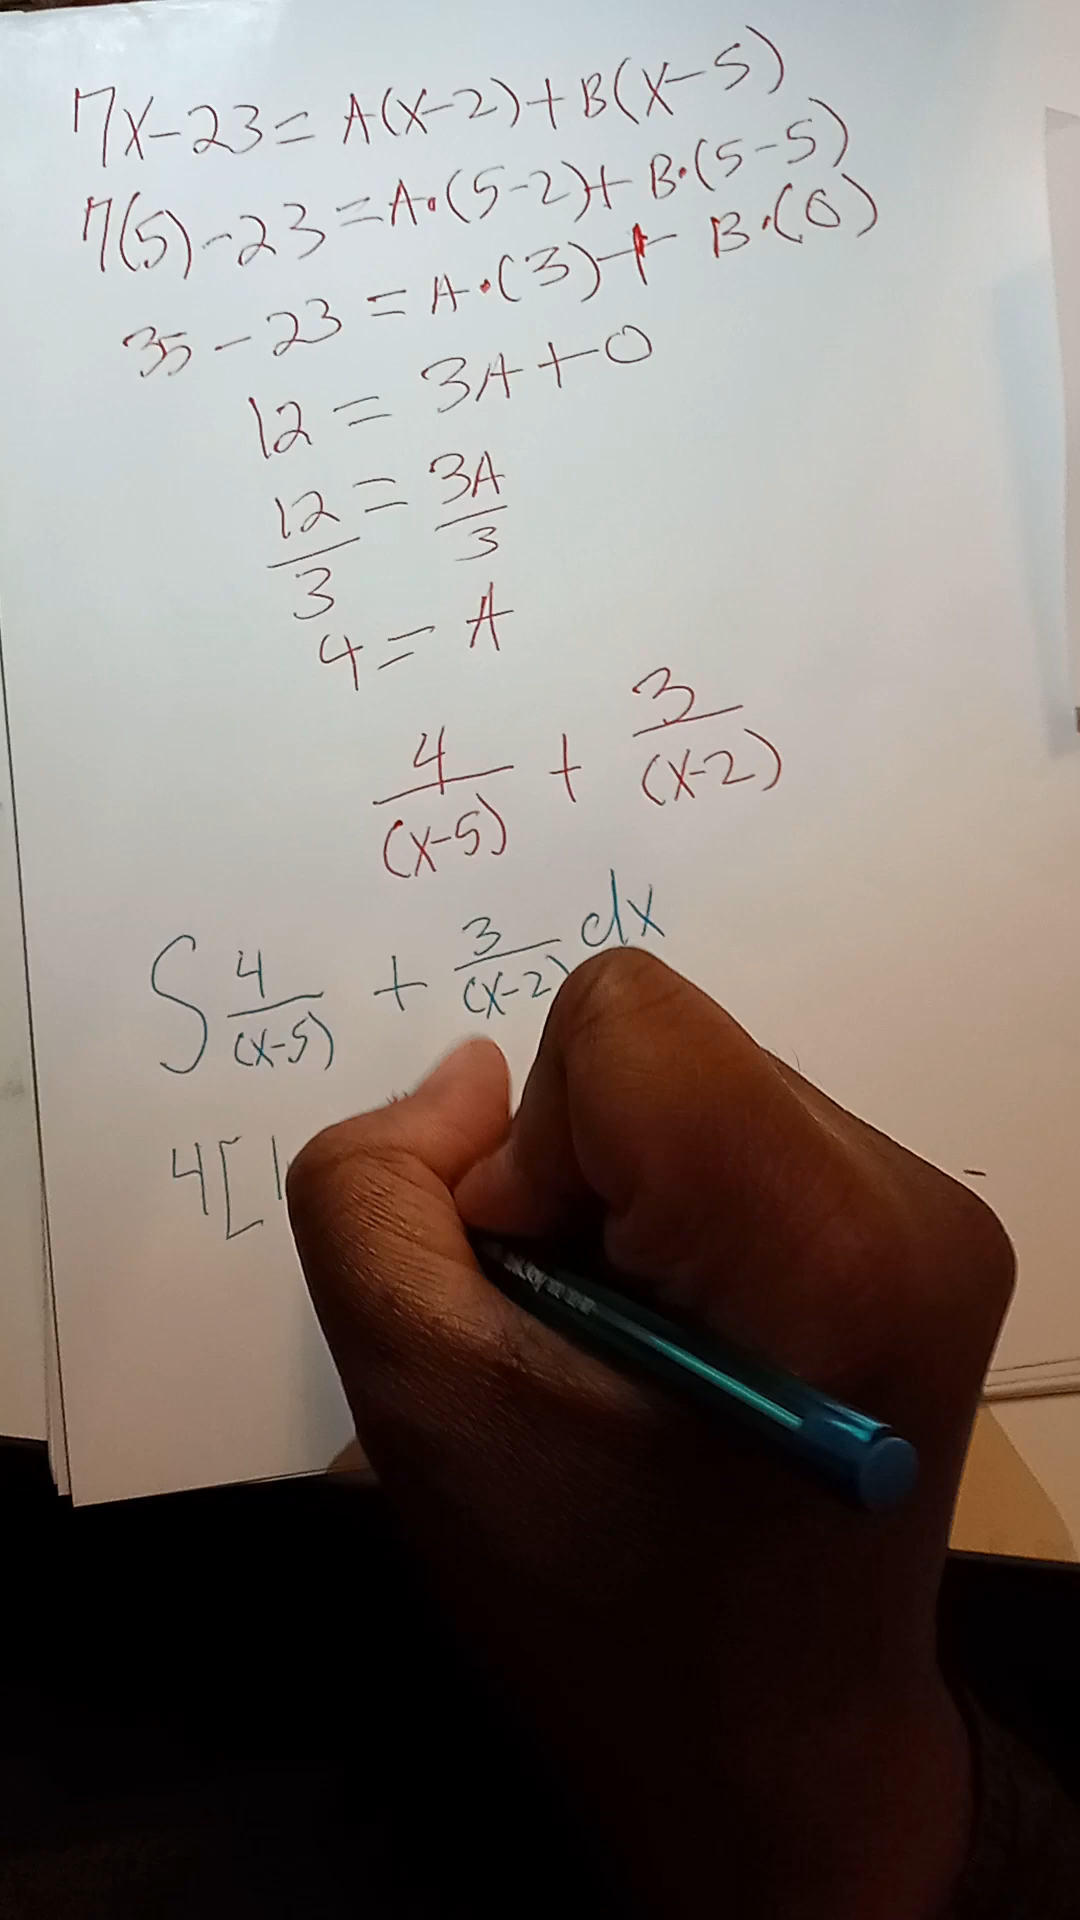 7x-23 = A(x-2)+B(x-5)
7(5)-23 = A•(5-2)+B•(5-5)
35-23 = A•(3)+B•(0)
12 = 3A+0
12/3 = 3A/3
4 = A
4/(x-5) + 3/(x-2)
∫ 4/(x-5) + 3/(x-2) dx
4[